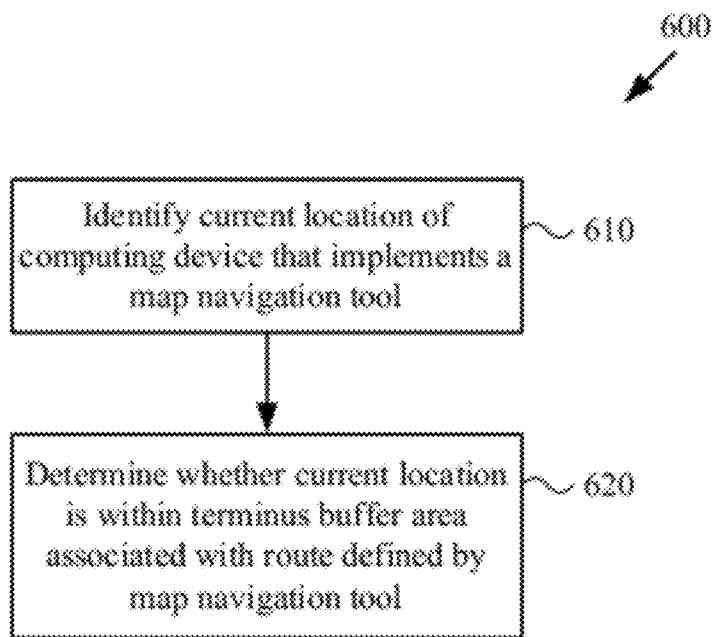 600
Identify current location of
computing device that implements a
map navigation tool
610
Determine whether current location
is within terminus buffer area
associated with route defined by
map navigation tool
620